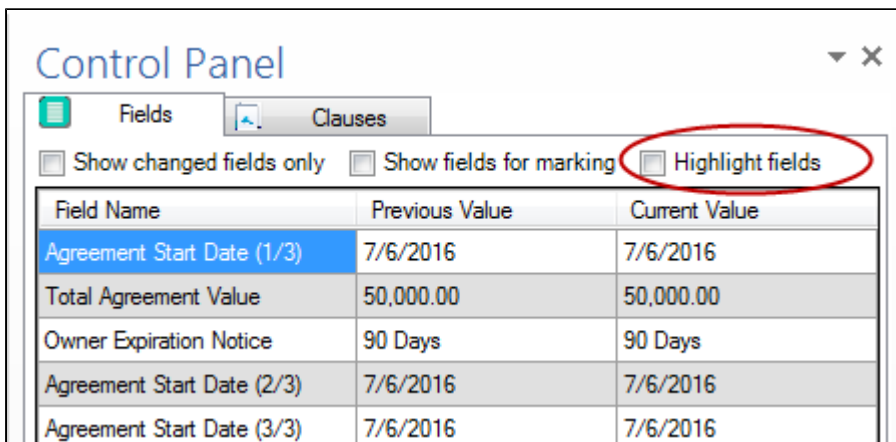 Control Panel
Fields Clauses
Show changed fields only Show fields for marking Highlight fields
Field Name Previous Value Current Value
Agreement Start Date (1/3) 7/6/2016 7/6/2016
Total Agreement Value 50,000.00 50,000.00
Owner Expiration Notice 90 Days 90 Days
Agreement Start Date (2/3) 7/6/2016 7/6/2016
Agreement Start Date (3/3) 7/6/2016 7/6/2016